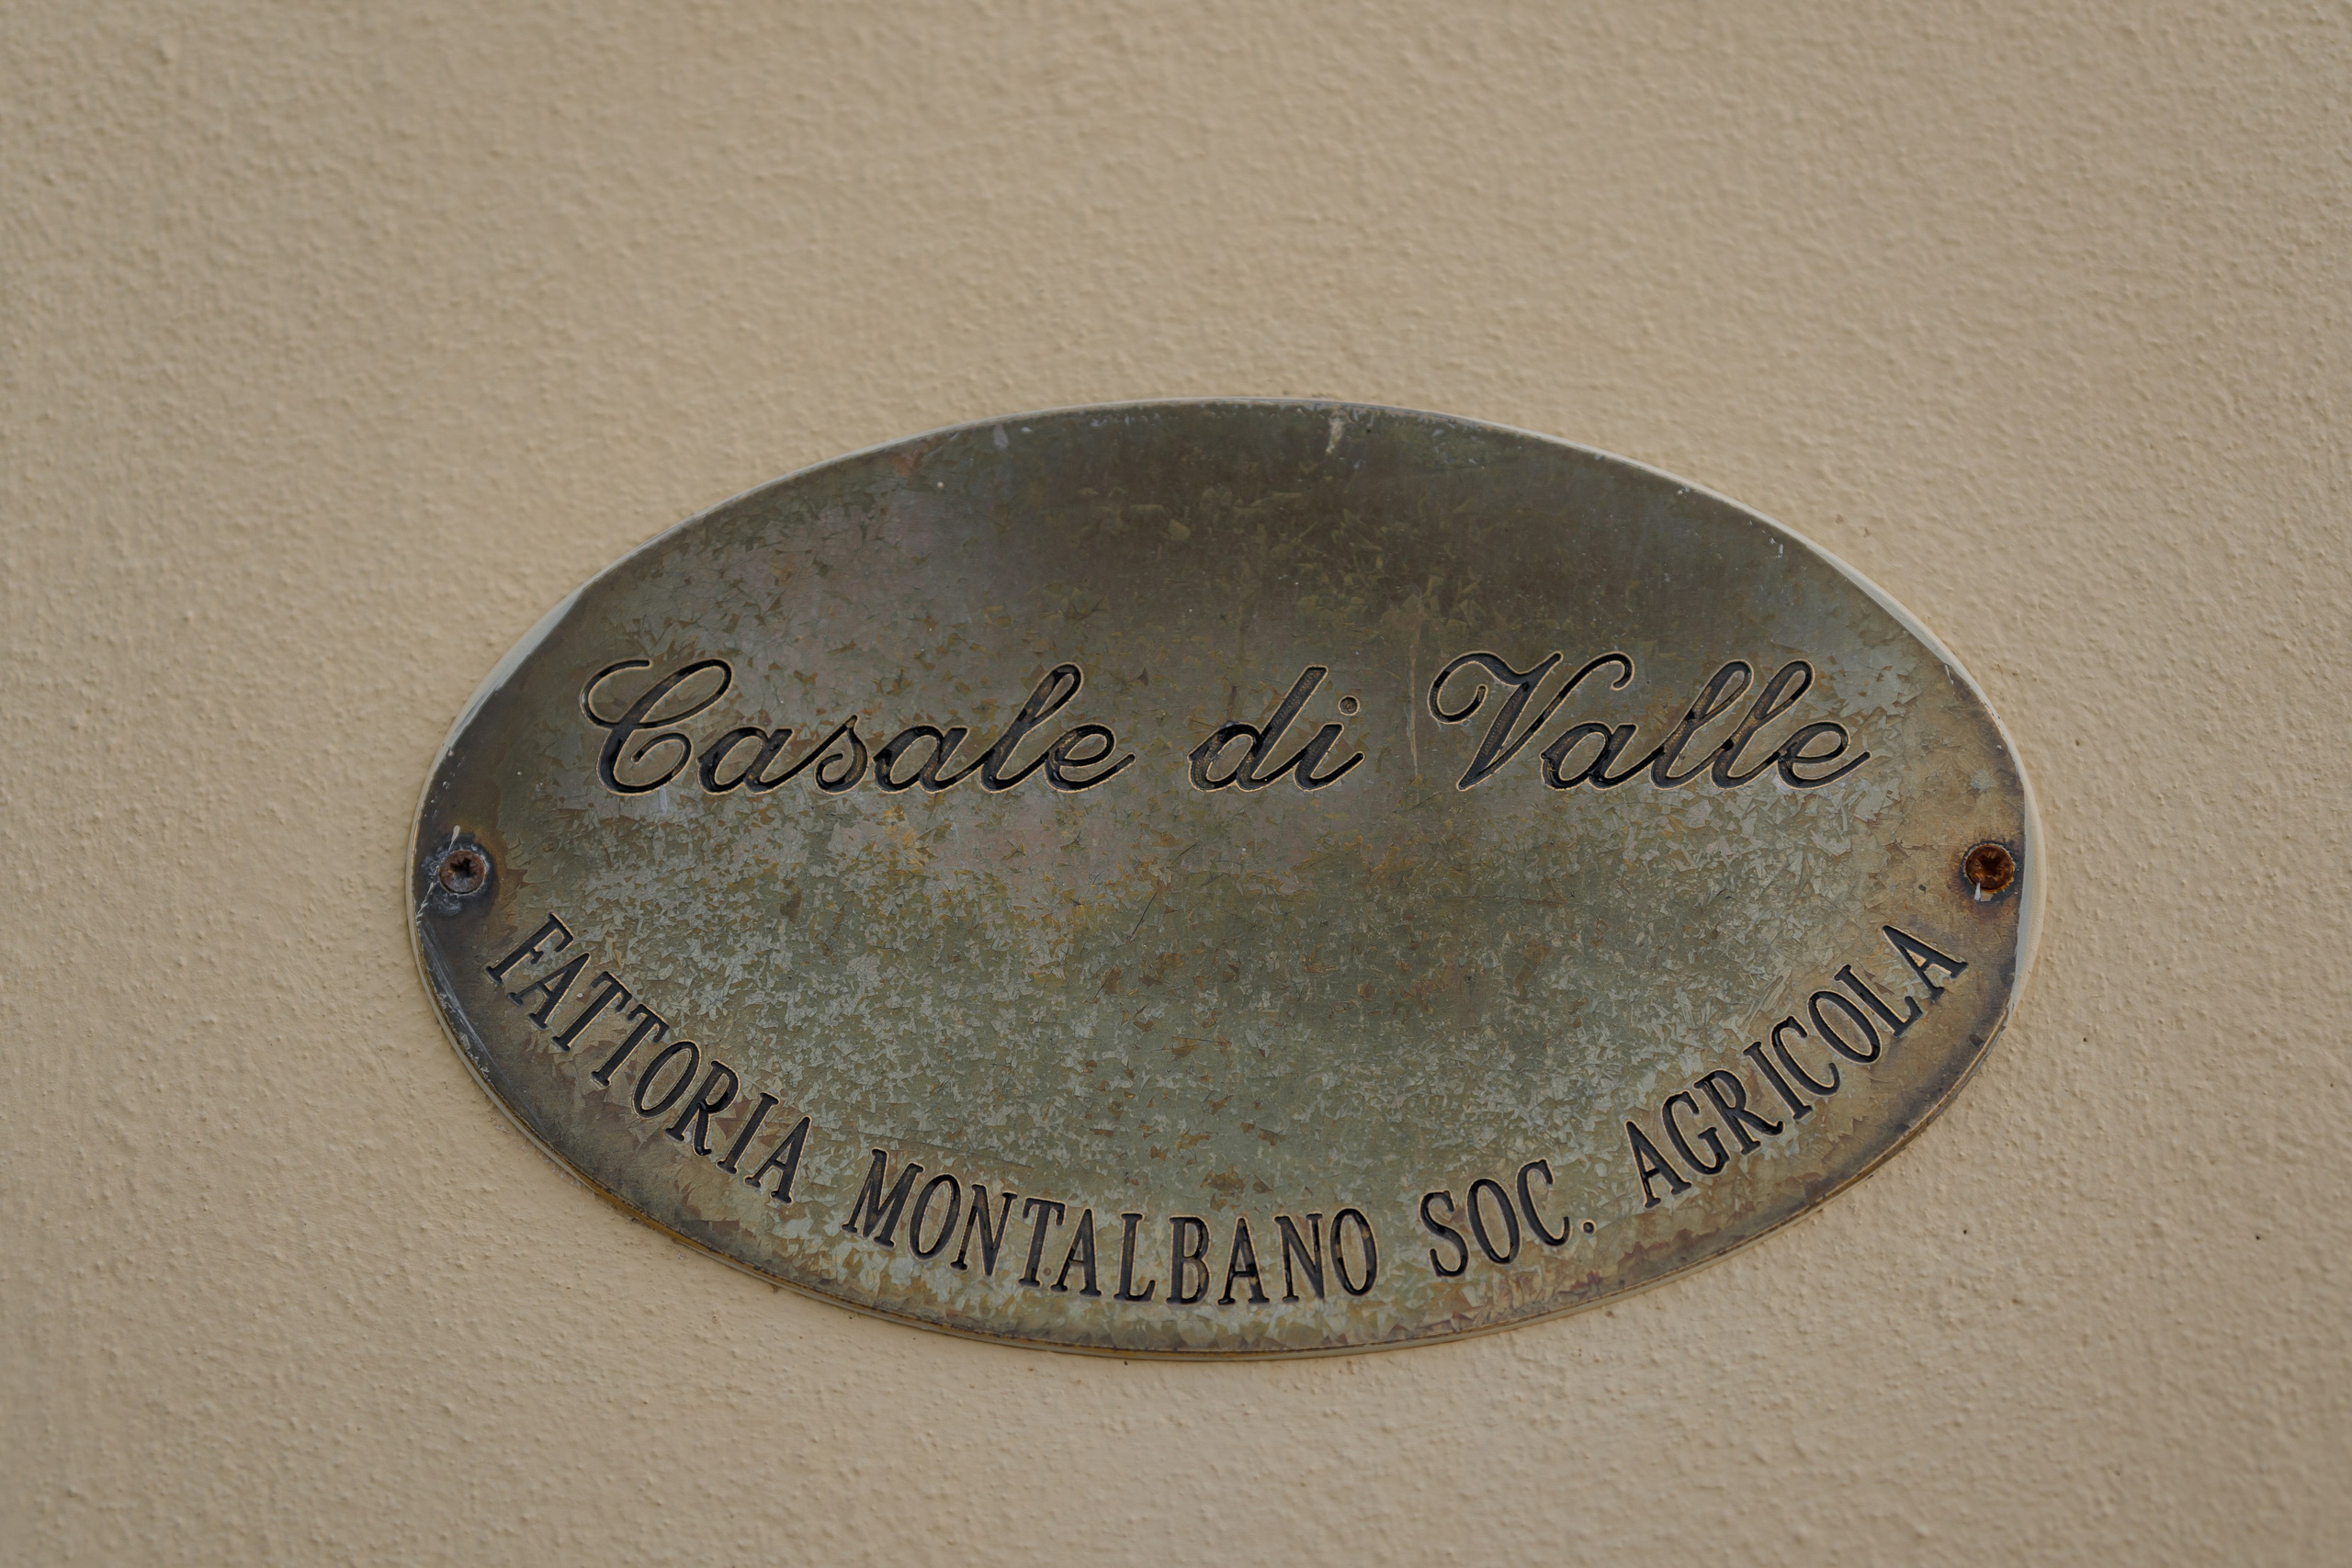 Casale di Valle
FATTORIA MONTALBANO SOC. AGRICOLA